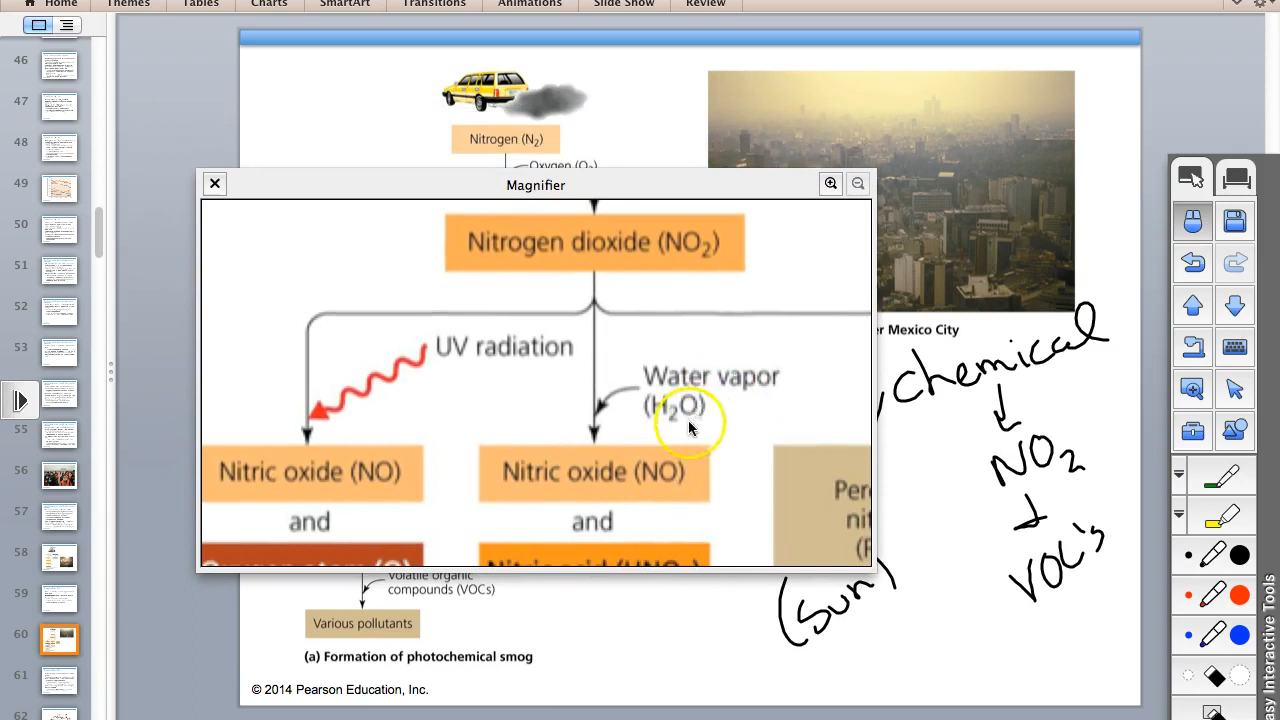 Home Themes Tables Charts SmartArt Transitions Animations Slide Show Review
46
47
48
49
50
51
52
53
55
56
57
58
59
60
62
Nitrogen (N2)
Oxygen (O2)
Magnifier
Nitrogen dioxide (NO2)
UV radiation
Water vapor
(H2O)
Nitric oxide (NO)
Nitric oxide (NO)
and
and
Mexico City
chemical
NO2
+
VOC's
(Sun)
Volatile organic
compounds (VOCs)
Various pollutants
(a) Formation of photochemical smog
© 2014 Pearson Education, Inc.
Interactive Tools